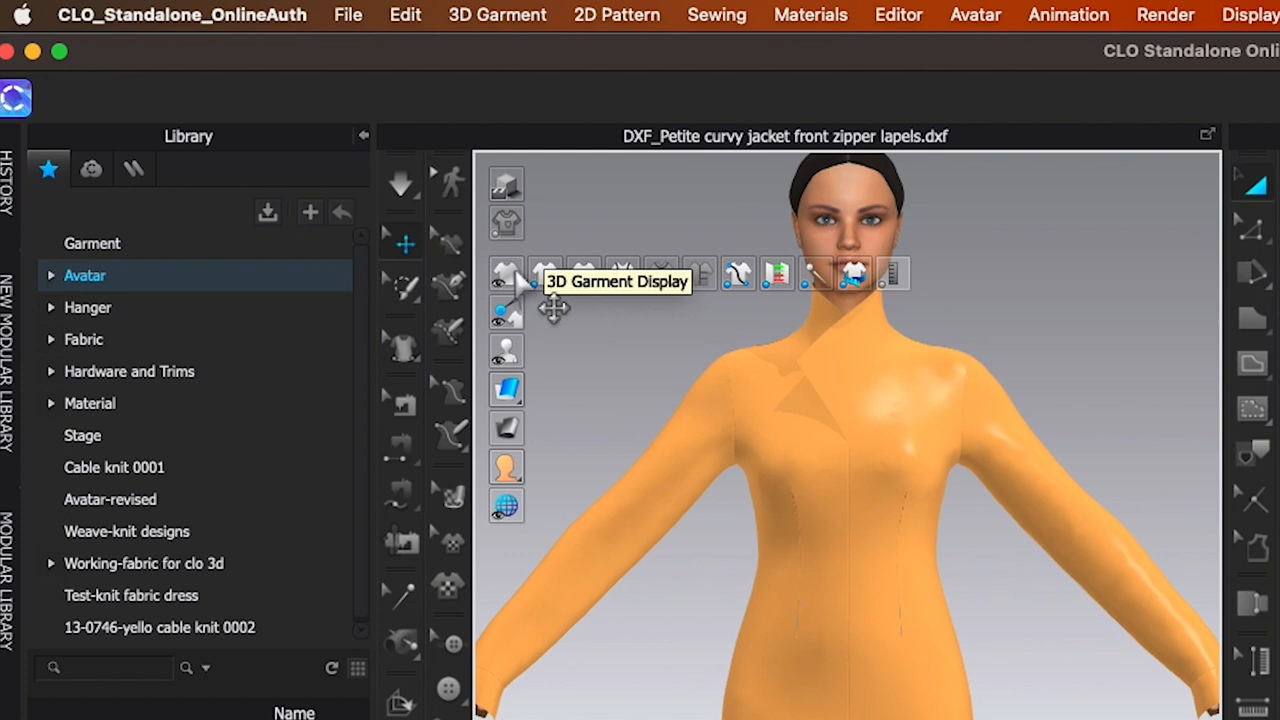 CLO_Standalone_OnlineAuth File Edit 3D Garment 2D Pattern Sewing Materials Editor Avatar Animation Render Display
CLO Standalone Onli
Library
DXF_Petite curvy jacket front zipper lapels.dxf
HISTORY
NEW MODULAR LIBRARY
MODULAR LIBRARY
Garment
Avatar
Hanger
Fabric
Hardware and Trims
Material
Stage
Cable knit 0001
Avatar-revised
Weave-knit designs
Working-fabric for clo 3d
Test-knit fabric dress
13-0746-yello cable knit 0002
Name
3D Garment Display